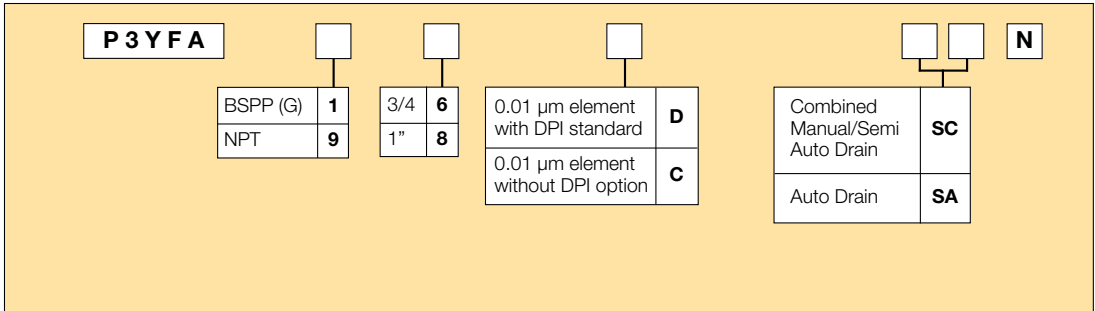 P3YFA N
BSPP (G) 1
NPT 9
3/4 6
1” 8
0.01 µm element
with DPI standard D
0.01 µm element
without DPI option C
Combined
Manual/Semi SC
Auto Drain
Auto Drain SA